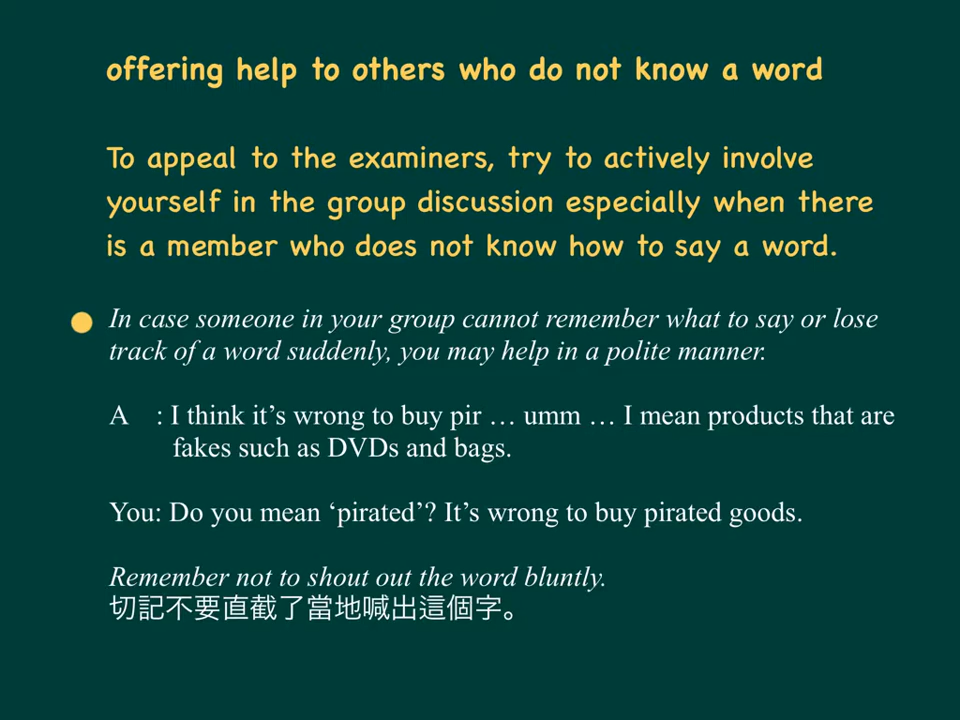 offering help to others who do not know a word
To appeal to the examiners, try to actively involve
yourself in the group discussion especially when there
is a member who does not know how to say a word.
In case someone in your group cannot remember what to say or lose
track of a word suddenly, you may help in a polite manner.
A : I think it’s wrong to buy pir … umm … I mean products that are
fakes such as DVDs and bags.
You: Do you mean ‘pirated’? It’s wrong to buy pirated goods.
Remember not to shout out the word bluntly.
切記不要直截了當地喊出這個字。